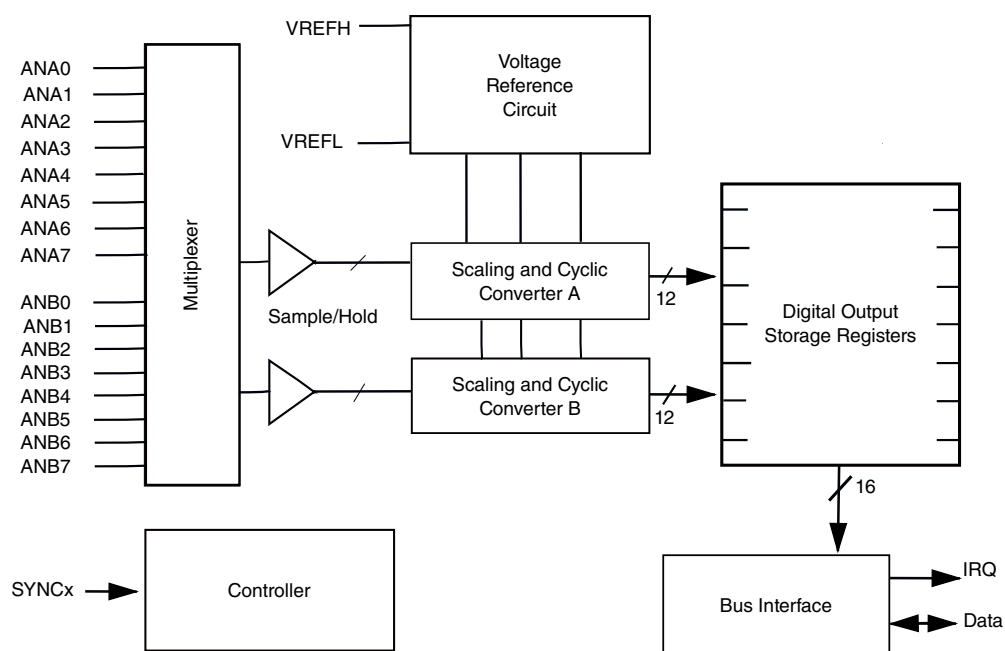 VREFH
Voltage
Reference
Circuit
VREFL
ANA0
ANA1
ANA2
ANA3
ANA4
ANA5
ANA6
ANA7
ANB0
ANB1
ANB2
ANB3
ANB4
ANB5
ANB6
ANB7
Multiplexer
Sample/Hold
Scaling and Cyclic
Converter A
12
Scaling and Cyclic
Converter B
12
Digital Output
Storage Registers
16
SYNCx
Controller
Bus Interface
IRQ
Data